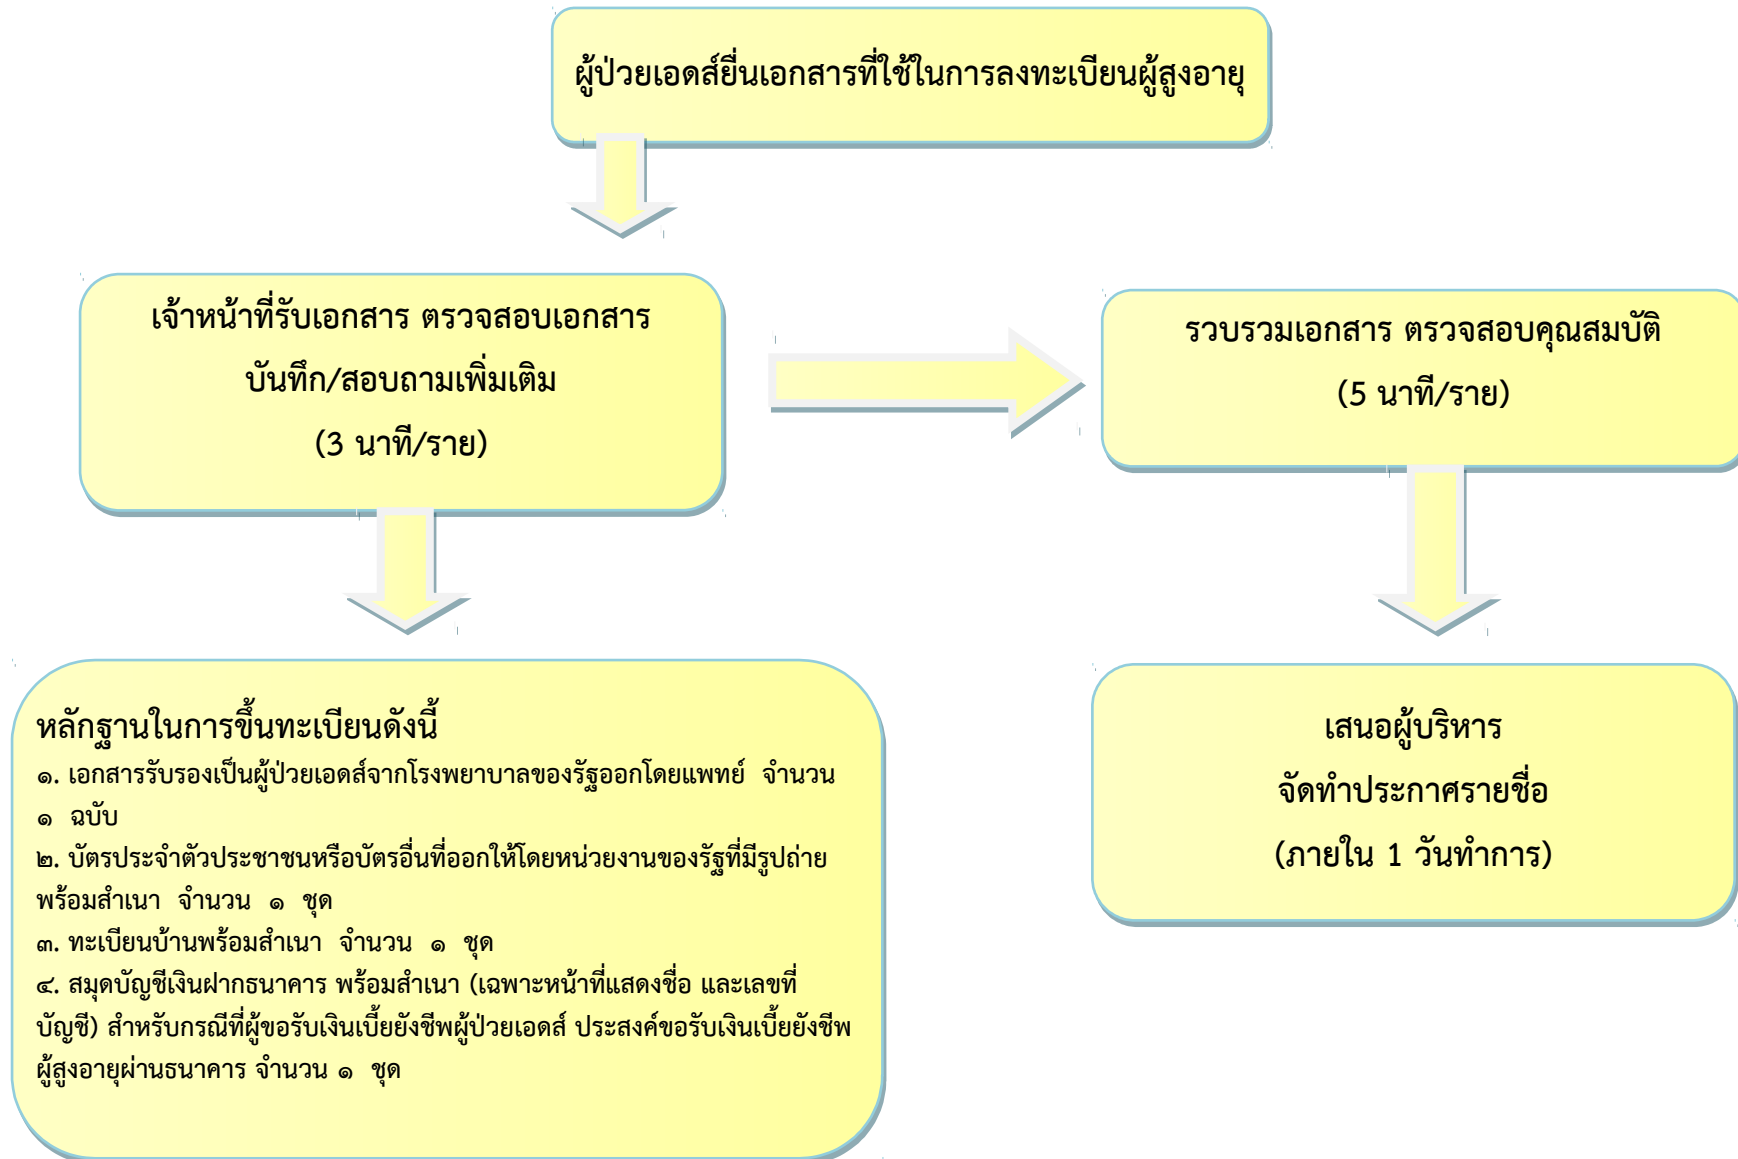 ผู้ป่วยเอดส์ยื่นเอกสารที่ใช้ในการลงทะเบียนผู้สูงอายุ
เจ้าหน้าที่รับเอกสาร ตรวจสอบเอกสาร
บันทึก/สอบถามเพิ่มเติม
(3 นาที/ราย)
รวบรวมเอกสาร ตรวจสอบคุณสมบัติ
(5 นาที/ราย)
หลักฐานในการขึ้นทะเบียนดังนี้
๑. เอกสารรับรองเป็นผู้ป่วยเอดส์จากโรงพยาบาลของรัฐออกโดยแพทย์ จำนวน
๑ ฉบับ
๒. บัตรประจำตัวประชาชนหรือบัตรอื่นที่ออกให้โดยหน่วยงานของรัฐที่มีรูปถ่าย
พร้อมสำเนา จำนวน ๑ ชุด
๓. ทะเบียนบ้านพร้อมสำเนา จำนวน ๑ ชุด
๔. สมุดบัญชีเงินฝากธนาคาร พร้อมสำเนา (เฉพาะหน้าที่แสดงชื่อ และเลขที่
บัญชี) สำหรับกรณีที่ผู้ขอรับเงินเบี้ยยังชีพผู้ป่วยเอดส์ ประสงค์ขอรับเงินเบี้ยยังชีพ
ผู้สูงอายุผ่านธนาคาร จำนวน ๑ ชุด
เสนอผู้บริหาร
จัดทำประกาศรายชื่อ
(ภายใน 1 วันทำการ)